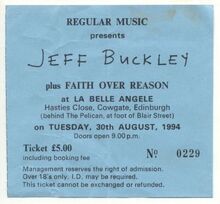 REGULAR MUSIC
presents
JEFF BUCKLEY
plus FAITH OVER REASON
at LA BELLE ANGELE
Hasties Close, Cowgate, Edinburgh
(behind The Pelican, at foot of Blair Street)
on TUESDAY, 30th AUGUST, 1994
Doors open 9.00 p.m.
Ticket £5.00
including booking fee
No 0229
Management reserves the right of admission.
Over 18's only. I.D. may be required.
This ticket cannot be exchanged or refunded.